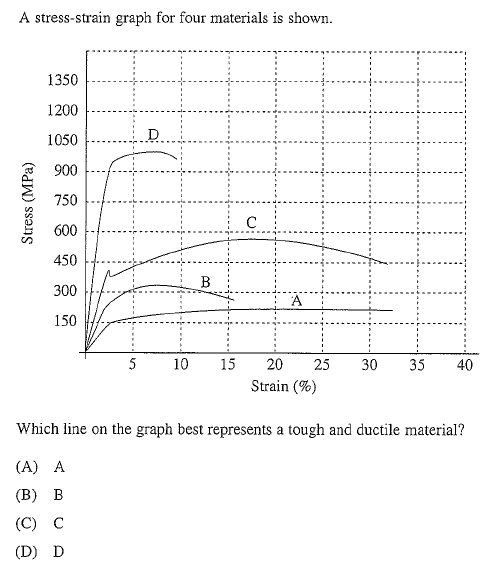 A stress-strain graph for four materials is shown.
Stress (MPa)
1350
1200
1050
900
750
600
450
300
150
D
C
B
A
5 10 15 20 25 30 35 40
Strain (%)
Which line on the graph best represents a tough and ductile material?
(A) A
(B) B
(C) C
(D) D